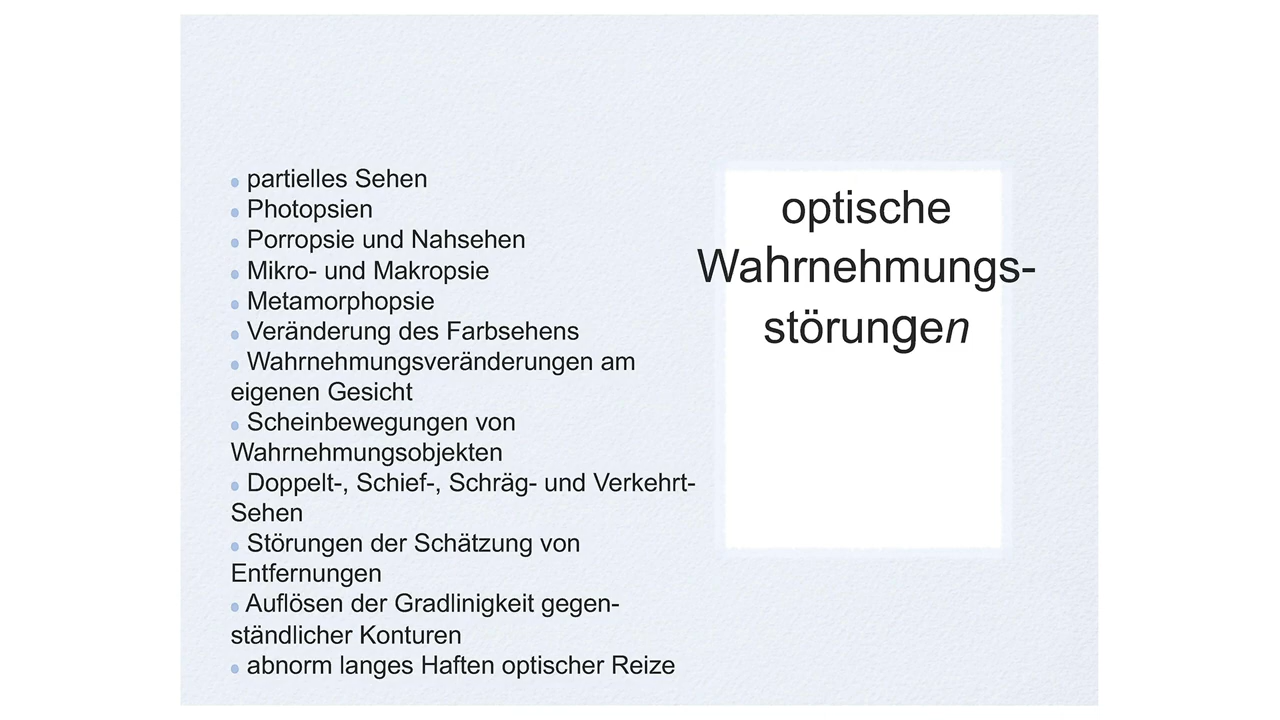 • partielles Sehen
• Photopsien
• Porropsie und Nahsehen
• Mikro- und Makropsie
• Metamorphopsie
• Veränderung des Farbsehens
• Wahrnehmungsveränderungen am
eigenen Gesicht
• Scheinbewegungen von
Wahrnehmungsobjekten
• Doppelt-, Schief-, Schräg- und Verkehrt-
Sehen
• Störungen der Schätzung von
Entfernungen
• Auflösen der Gradlinigkeit gegen-
ständlicher Konturen
• abnorm langes Haften optischer Reize
optische
Wahrnehmungs-
störungen